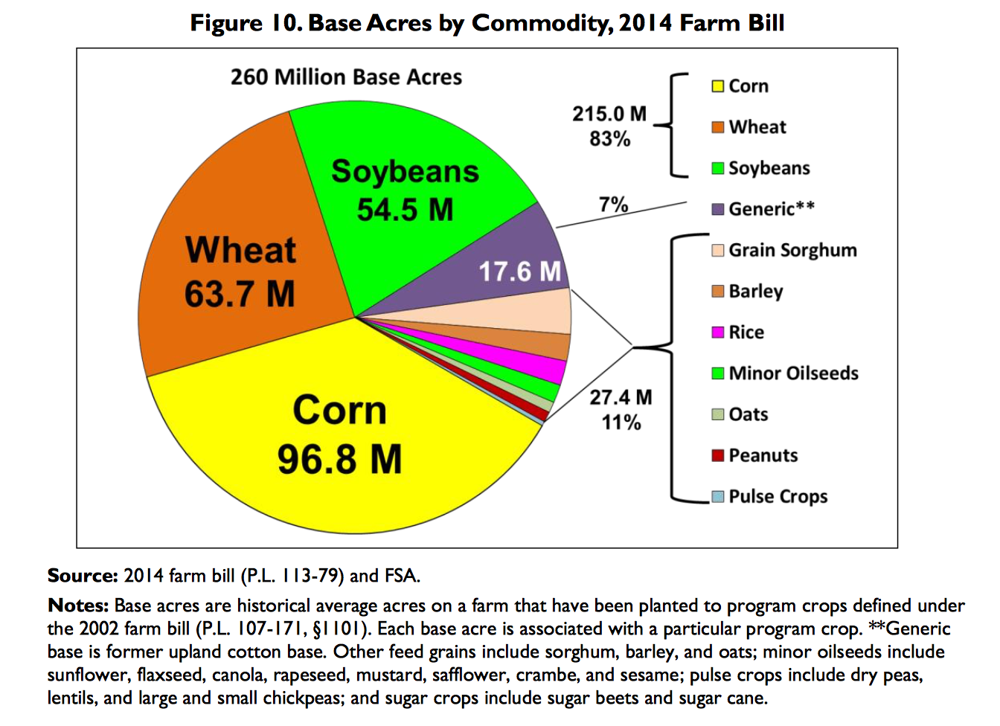 Figure 10. Base Acres by Commodity, 2014 Farm Bill
260 Million Base Acres
Soybeans
54.5 M
Wheat
63.7 M
17.6 M
Corn
96.8 M
215.0 M
83%
7%
27.4 M
11%
Corn
Wheat
Soybeans
Generic**
Grain Sorghum
Barley
Rice
Minor Oilseeds
Oats
Peanuts
Pulse Crops
Source: 2014 farm bill (P.L. 113-79) and FSA.
Notes: Base acres are historical average acres on a farm that have been planted to program crops defined under
the 2002 farm bill (P.L. 107-171, §1101). Each base acre is associated with a particular program crop. **Generic
base is former upland cotton base. Other feed grains include sorghum, barley, and oats; minor oilseeds include
sunflower, flaxseed, canola, rapeseed, mustard, safflower, crambe, and sesame; pulse crops include dry peas,
lentils, and large and small chickpeas; and sugar crops include sugar beets and sugar cane.